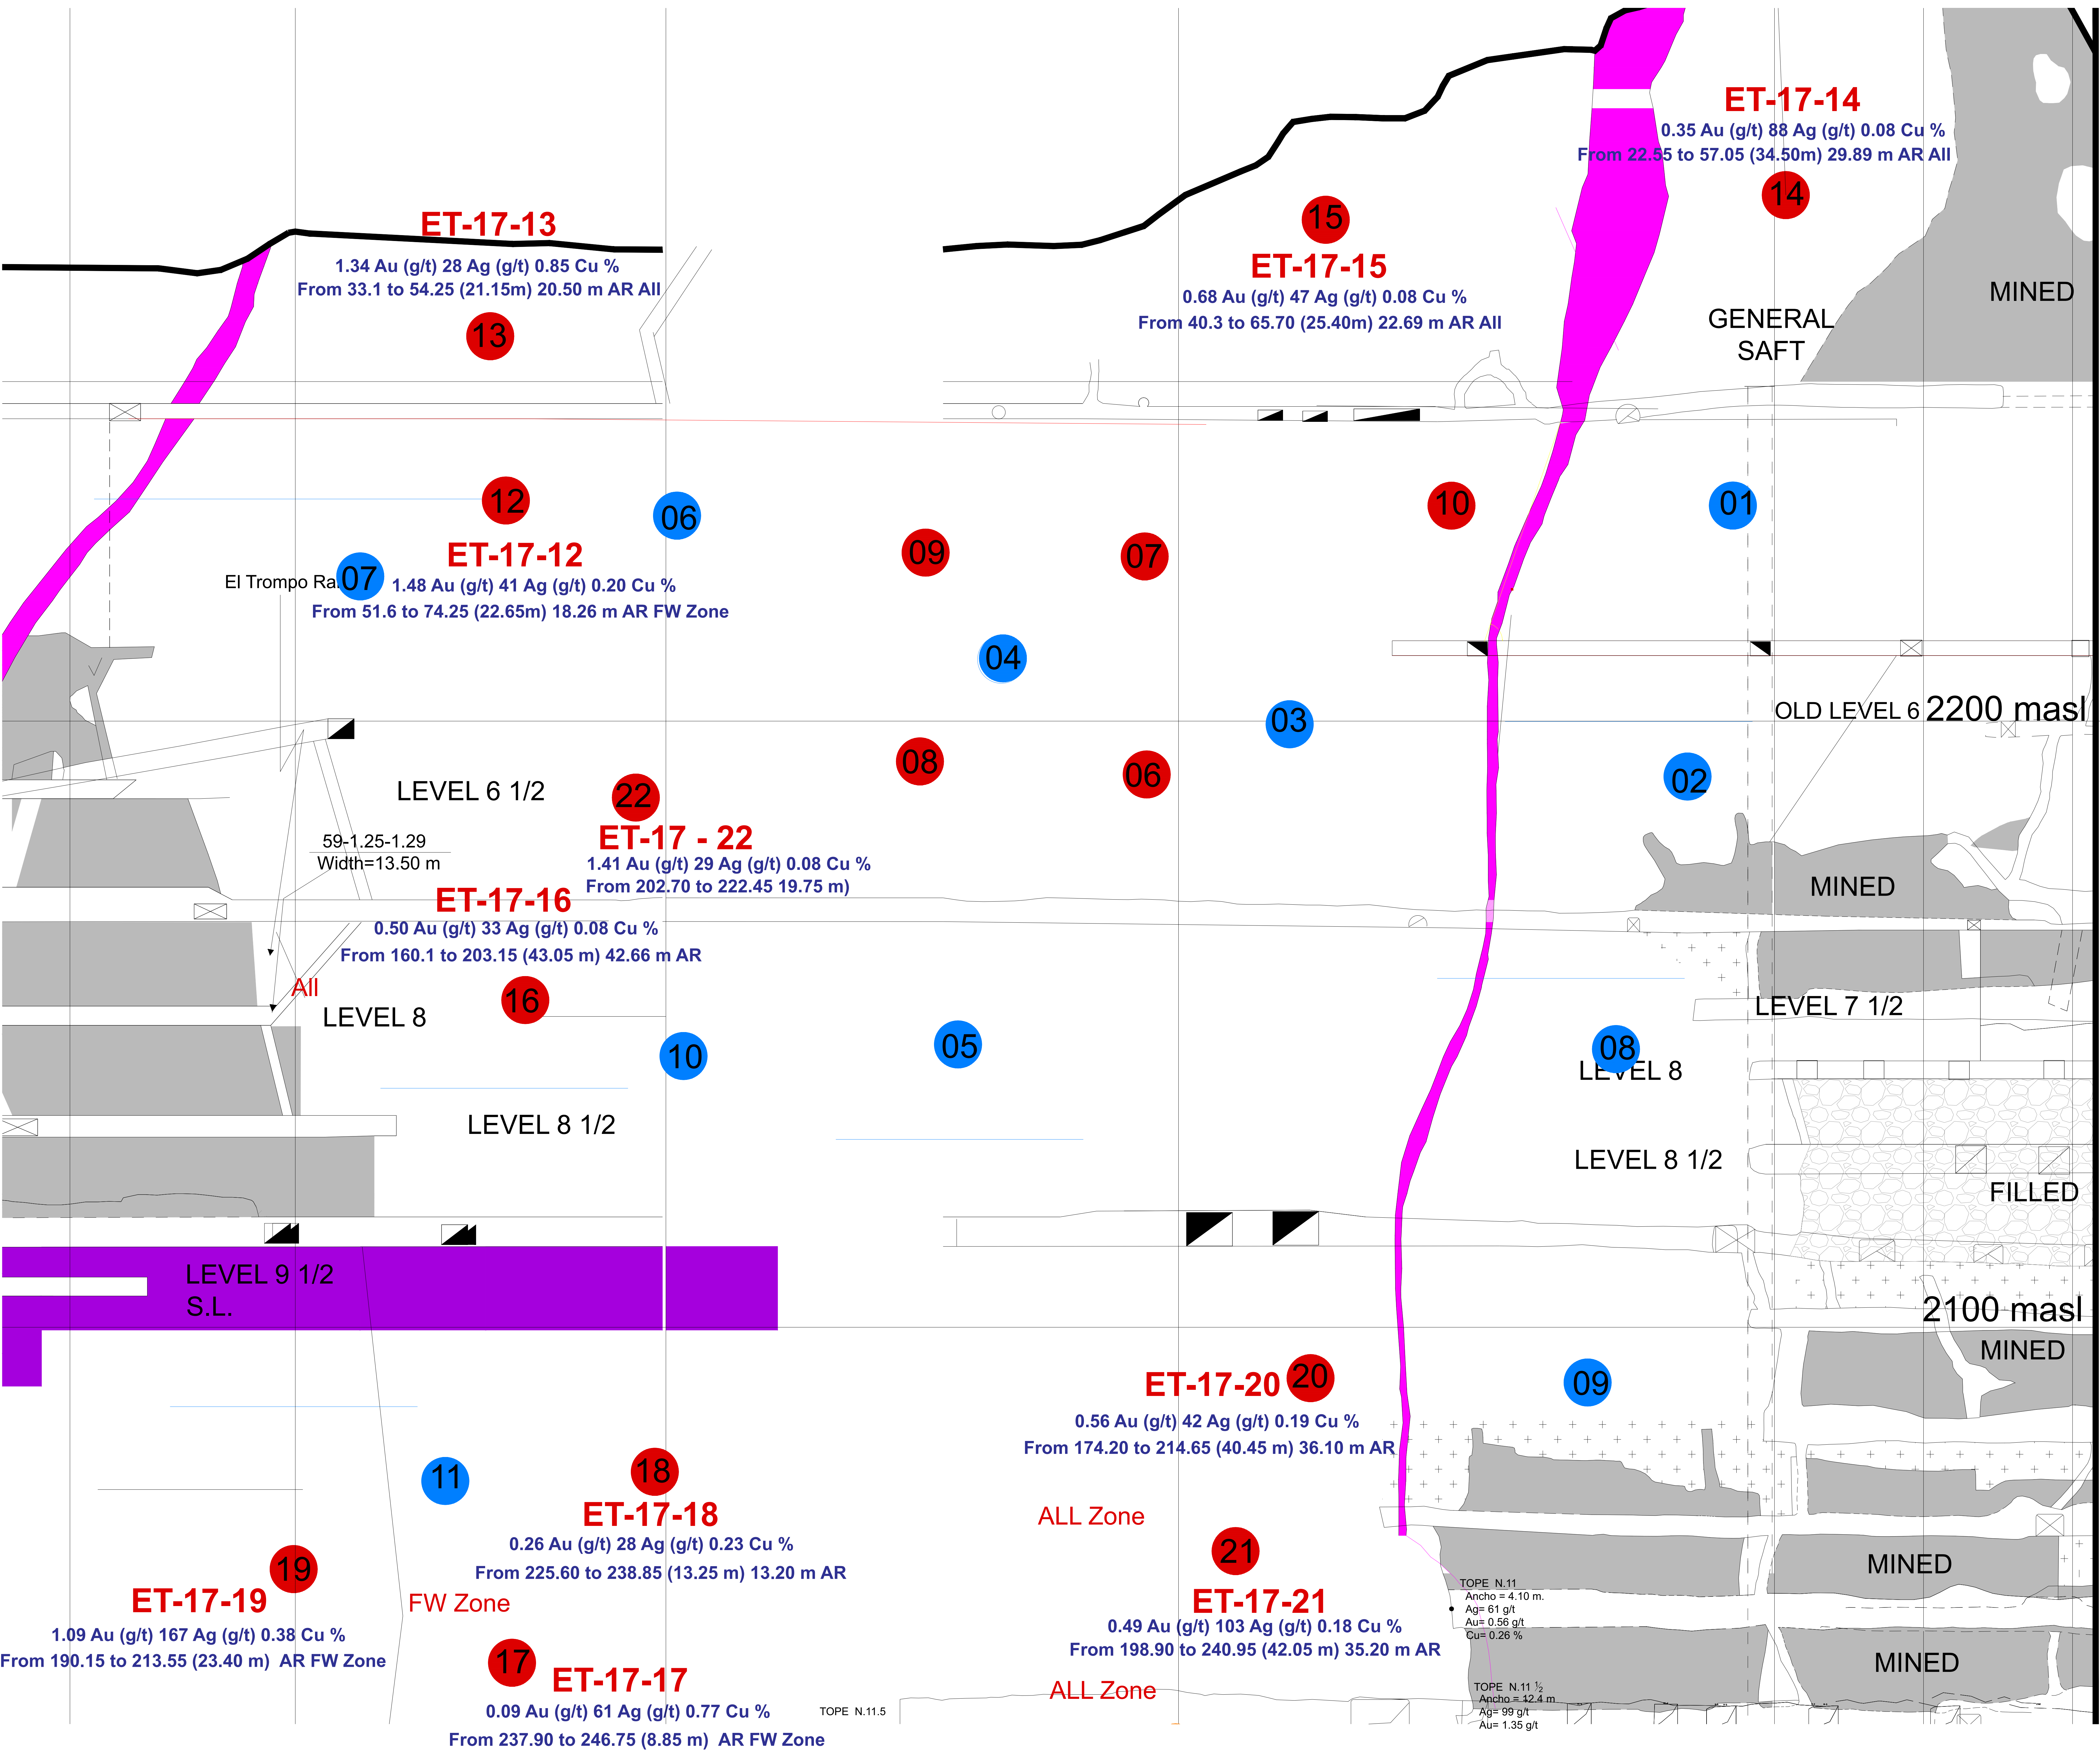 ET-17-14
0.35 Au (g/t) 88 Ag (g/t) 0.08 Cu %
From 22.55 to 57.05 (34.50m) 29.89 m AR All
14
ET-17-13
1.34 Au (g/t) 28 Ag (g/t) 0.85 Cu %
From 33.1 to 54.25 (21.15m) 20.50 m AR All
13
15
ET-17-15
0.68 Au (g/t) 47 Ag (g/t) 0.08 Cu %
From 40.3 to 65.70 (25.40m) 22.69 m AR All
MINED
GENERAL
SAFT
12
06
09
07
10
01
ET-17-12
El Trompo Ra
07
1.48 Au (g/t) 41 Ag (g/t) 0.20 Cu %
From 51.6 to 74.25 (22.65m) 18.26 m AR FW Zone
04
03
OLD LEVEL 6
2200 masl
08
06
02
LEVEL 6 1/2
22
ET-17 - 22
1.41 Au (g/t) 29 Ag (g/t) 0.08 Cu %
From 202.70 to 222.45 19.75 m)
59-1.25-1.29
Width=13.50 m
MINED
ET-17-16
0.50 Au (g/t) 33 Ag (g/t) 0.08 Cu %
From 160.1 to 203.15 (43.05 m) 42.66 m AR
All
16
LEVEL 8
LEVEL 7 1/2
10
05
08
LEVEL 8
LEVEL 8 1/2
LEVEL 8 1/2
FILLED
LEVEL 9 1/2
S.L.
2100 masl
MINED
ET-17-20
20
09
0.56 Au (g/t) 42 Ag (g/t) 0.19 Cu %
From 174.20 to 214.65 (40.45 m) 36.10 m AR
ALL Zone
11
18
ET-17-18
0.26 Au (g/t) 28 Ag (g/t) 0.23 Cu %
From 225.60 to 238.85 (13.25 m) 13.20 m AR
FW Zone
19
ET-17-19
1.09 Au (g/t) 167 Ag (g/t) 0.38 Cu %
From 190.15 to 213.55 (23.40 m) AR FW Zone
21
ET-17-21
0.49 Au (g/t) 103 Ag (g/t) 0.18 Cu %
From 198.90 to 240.95 (42.05 m) 35.20 m AR
ALL Zone
MINED
TOPE N.11
Ancho = 4.10 m.
Ag= 61 g/t
Au= 0.56 g/t
Cu= 0.26 %
MINED
17
ET-17-17
0.09 Au (g/t) 61 Ag (g/t) 0.77 Cu %
From 237.90 to 246.75 (8.85 m) AR FW Zone
TOPE N.11.5
TOPE N.11 ½
Ancho = 12.4 m
Ag= 99 g/t
Au= 1.35 g/t